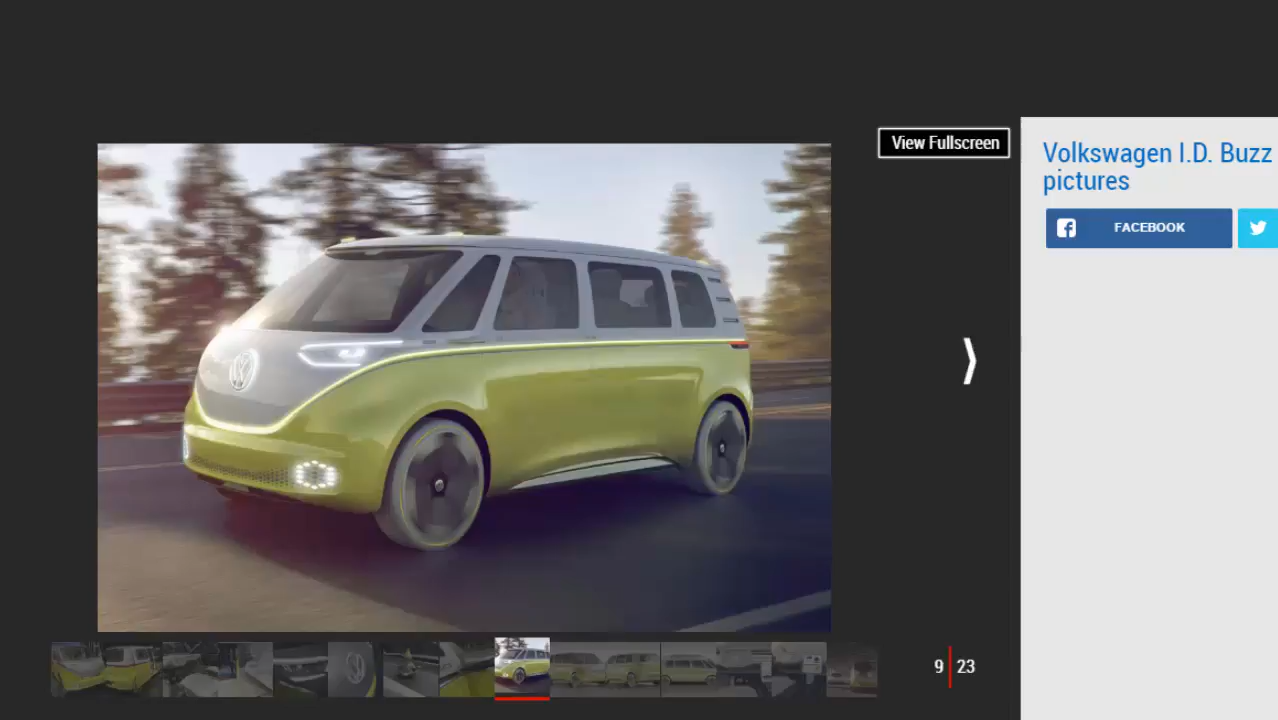 View Fullscreen
Volkswagen I.D. Buzz
pictures
FACEBOOK
9 23